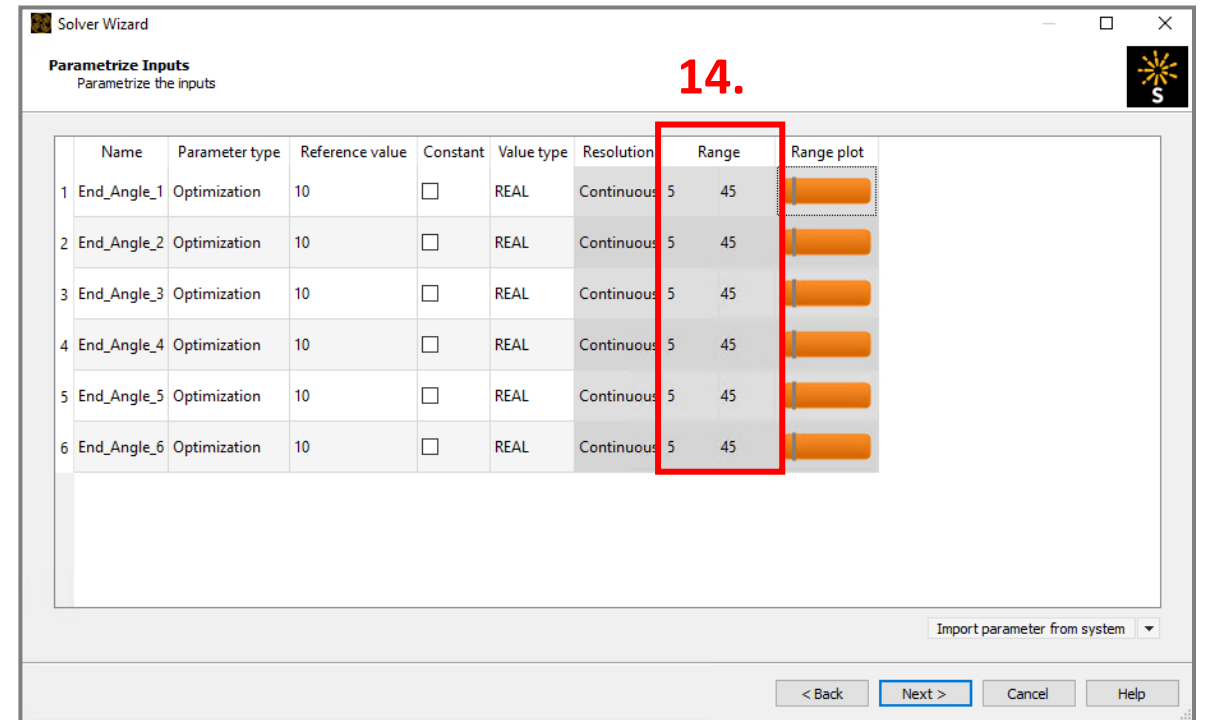 Solver Wizard
Parametrize Inputs
Parametrize the inputs
14.
S
Name Parameter type Reference value Constant Value type Resolution Range Range plot
1 End_Angle_1 Optimization 10 REAL Continuous 5 45
2 End_Angle_2 Optimization 10 REAL Continuous 5 45
3 End_Angle_3 Optimization 10 REAL Continuous 5 45
4 End_Angle_4 Optimization 10 REAL Continuous 5 45
5 End_Angle_5 Optimization 10 REAL Continuous 5 45
6 End_Angle_6 Optimization 10 REAL Continuous 5 45
Import parameter from system
< Back Next > Cancel Help